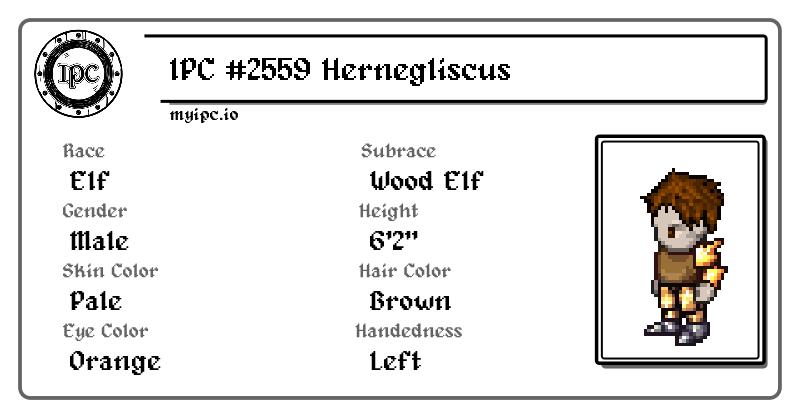 IPC
IPC #2559 Hernegliscus
myipc.io
Race
Elf
Subrace
Wood Elf
Gender
Male
Height
6'2"
Skin Color
Pale
Hair Color
Brown
Eye Color
Orange
Handedness
Left